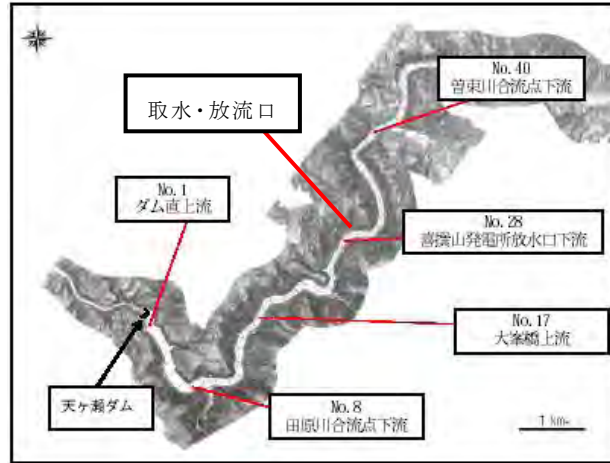 No.40
曽束川合流点下流
取水・放流口
No.1
ダム直上流
No.28
喜撰山発電所放水口下流
No.17
大峯橋上流
天ヶ瀬ダム
No.8
田原川合流点下流
1 km